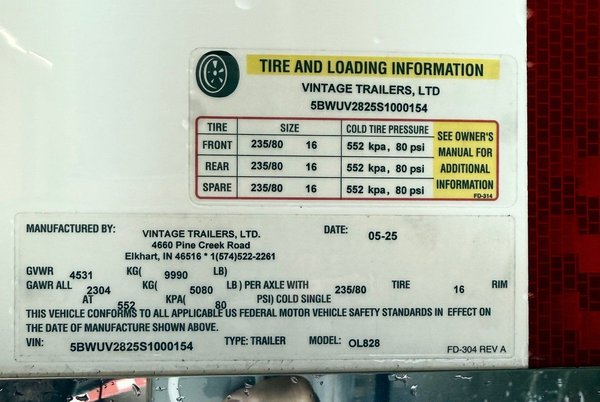 TIRE AND LOADING INFORMATION
VINTAGE TRAILERS, LTD
5BWUV2825S1000154
TIRE SIZE COLD TIRE PRESSURE
FRONT 235/80 16 552 kpa, 80 psi
REAR 235/80 16 552 kpa, 80 psi
SPARE 235/80 16 552 kpa, 80 psi
SEE OWNER'S
MANUAL FOR
ADDITIONAL
INFORMATION
FD-314
MANUFACTURED BY: VINTAGE TRAILERS, LTD. DATE: 05-25
4660 Pine Creek Road
Elkhart, IN 46516 * 1(574)522-2261
GVWR 4531 KG( 9990 LB)
GAWR ALL 2304 KG( 5080 LB ) PER AXLE WITH 235/80 TIRE 16 RIM
AT 552 KPA( 80 PSI) COLD SINGLE
THIS VEHICLE CONFORMS TO ALL APPLICABLE US FEDERAL MOTOR VEHICLE SAFETY STANDARDS IN EFFECT ON
THE DATE OF MANUFACTURE SHOWN ABOVE.
VIN: 5BWUV2825S1000154 TYPE: TRAILER MODEL: OL828
FD-304 REV A